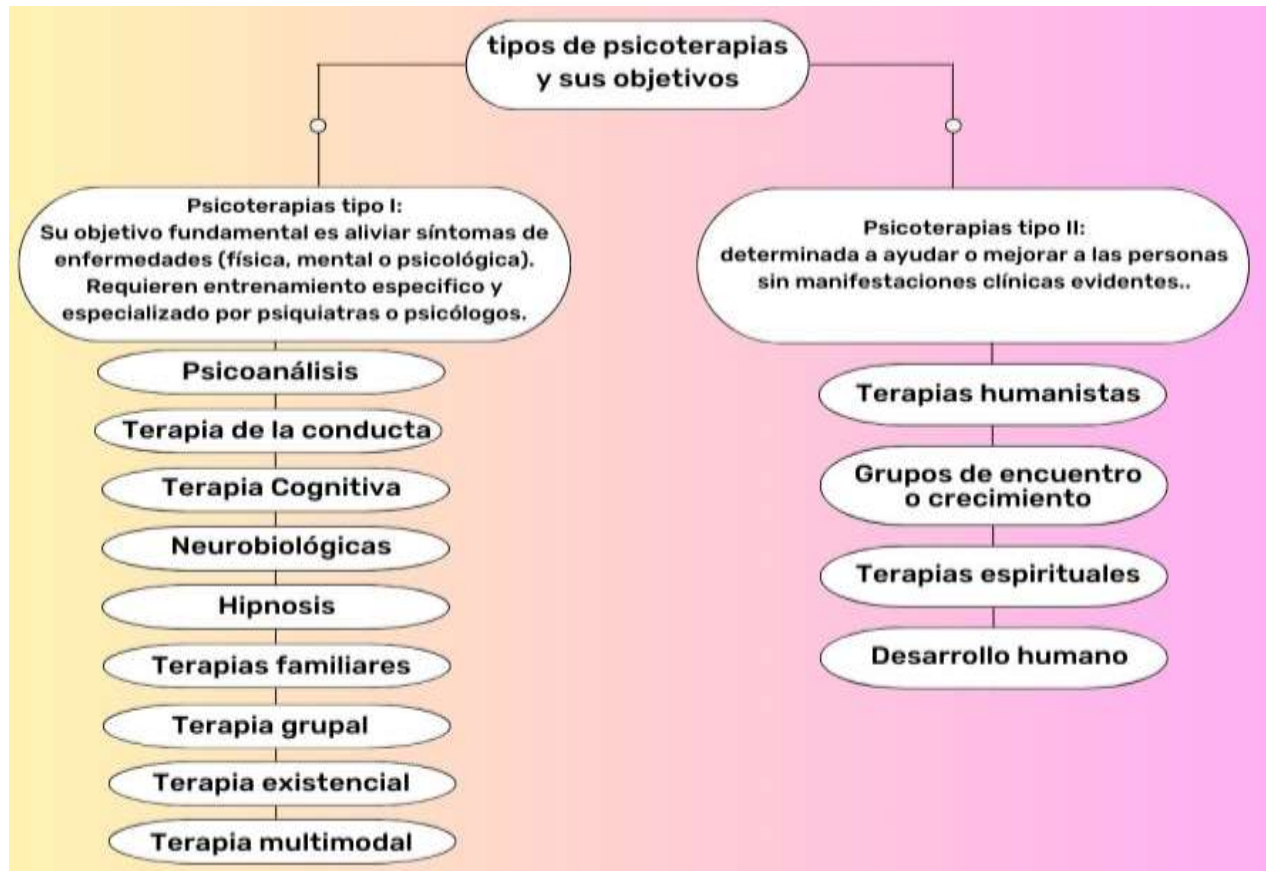 tipos de psicoterapias
y sus objetivos
Psicoterapias tipo I:
Su objetivo fundamental es aliviar síntomas de
enfermedades (física, mental o psicológica).
Requieren entrenamiento especifico y
especializado por psiquiatras o psicólogos.
Psicoanálisis
Terapia de la conducta
Terapia Cognitiva
Neurobiológicas
Hipnosis
Terapias familiares
Terapia grupal
Terapia existencial
Terapia multimodal
Psicoterapias tipo II:
determinada a ayudar o mejorar a las personas
sin manifestaciones clínicas evidentes..
Terapias humanistas
Grupos de encuentro
o crecimiento
Terapias espirituales
Desarrollo humano